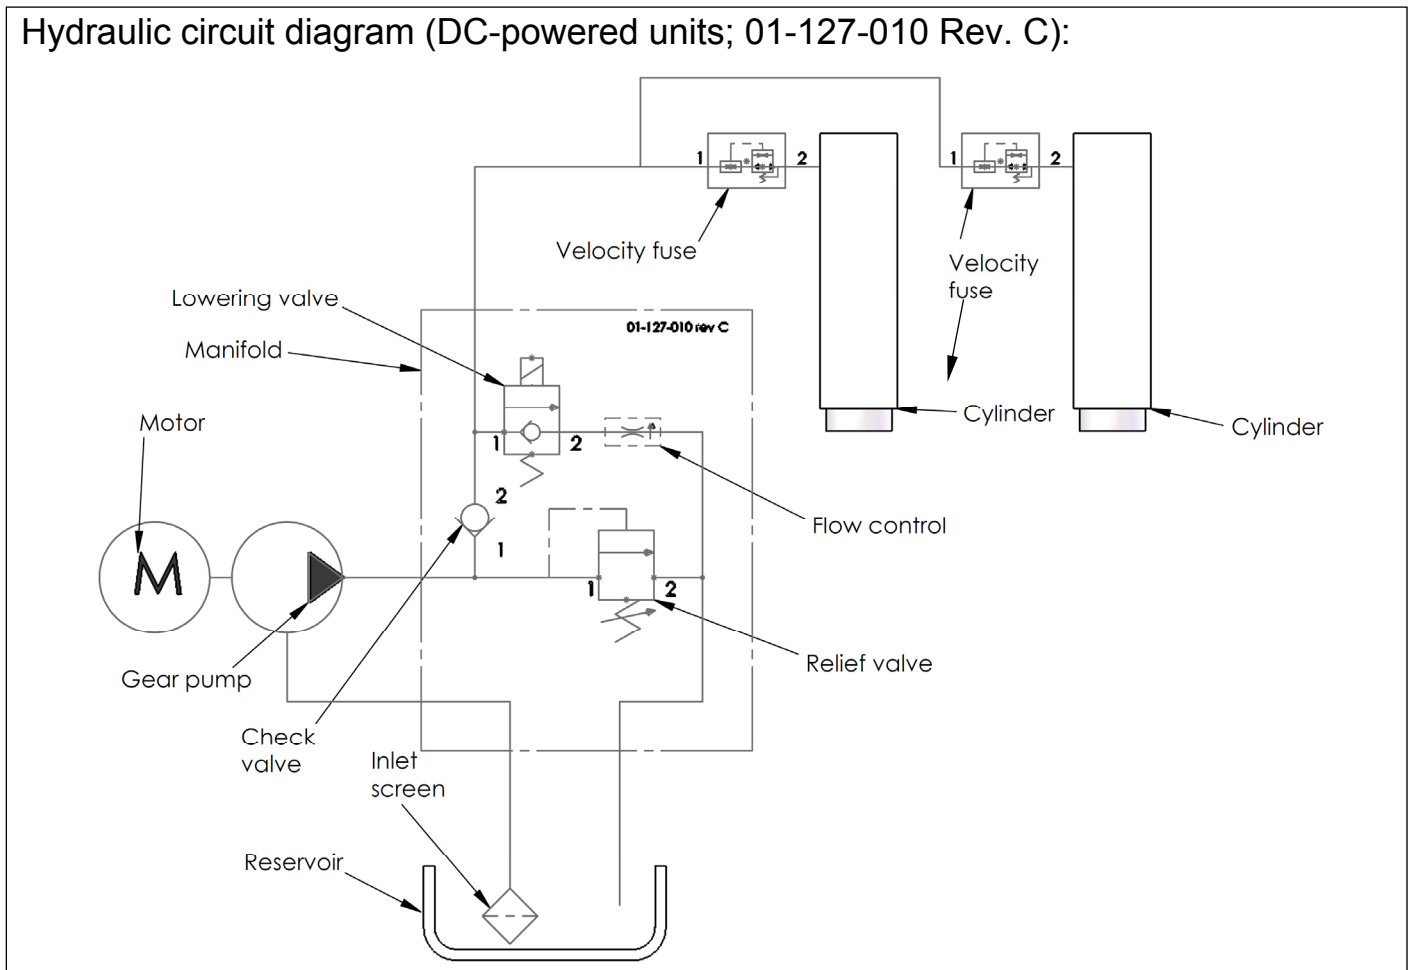 Hydraulic circuit diagram (DC-powered units; 01-127-010 Rev. C):
1
2
1
2
Velocity fuse
Velocity
fuse
Lowering valve
01-127-010 rev C
Manifold
Motor
Cylinder
Cylinder
1
2
2
Flow control
1
M
1
2
Relief valve
Gear pump
Check
valve
Inlet
screen
Reservoir